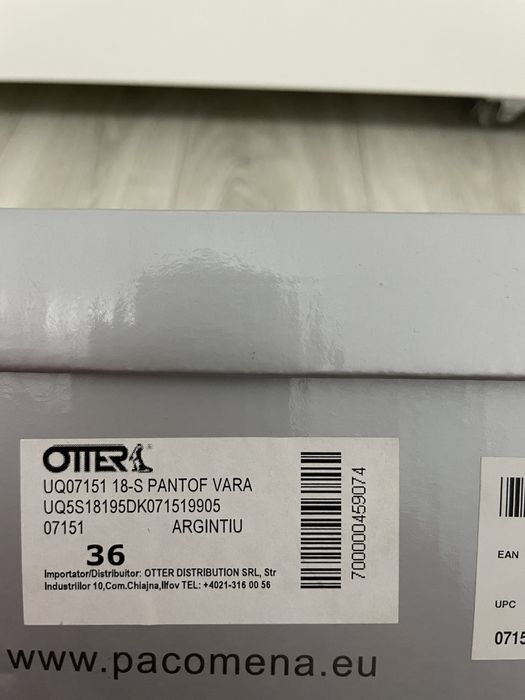 OTTER
UQ07151 18-S PANTOF VARA
UQ5S18195DK071519905
07151 ARGINTIU
36
Importator/Distribuitor: OTTER DISTRIBUTION SRL, Str
Industriilor 10,Com.Chiajna,Ilfov TEL: +4021-316 00 56
700000459074
EAN
UPC
0715
www.pacomena.eu